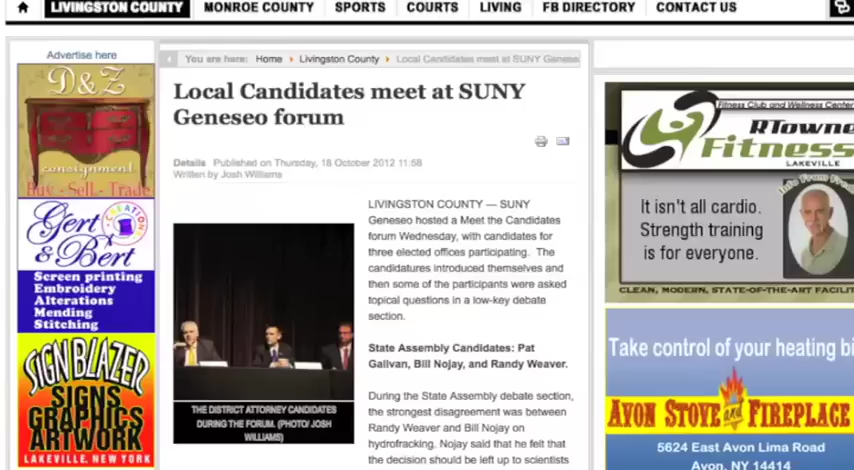 LIVINGSTON COUNTY MONROE COUNTY SPORTS COURTS LIVING FB DIRECTORY CONTACT US
Advertise here
D&Z
consignment
Buy - Sell - Trade
Gert & Bert
CREATION
Screen printing
Embroidery
Alterations
Mending
Stitching
SIGN BLAZER
SIGNS
GRAPHICS
ARTWORK
LAKEVILLE, NEW YORK
You are here: Home Livingston County Local Candidates meet at SUNY Genese
Local Candidates meet at SUNY
Geneseo forum
Details Published on Thursday, 18 October 2012 11:58
Written by Josh Williams
THE DISTRICT ATTORNEY CANDIDATES
DURING THE FORUM. (PHOTO/ JOSH
WILLIAMS)
LIVINGSTON COUNTY — SUNY
Geneseo hosted a Meet the Candidates
forum Wednesday, with candidates for
three elected offices participating. The
candidatures introduced themselves and
then some of the participants were asked
topical questions in a low-key debate
section.
State Assembly Candidates: Pat
Gallvan, Bill Nojay, and Randy Weaver.
During the State Assembly debate section,
the strongest disagreement was between
Randy Weaver and Bill Nojay on
hydrofracking. Nojay said that he felt that
the decision should be left up to scientists
Fitness Club and Wellness Center
RTowne
Fitness
LAKEVILLE
It isn't all cardio.
Strength training
is for everyone.
Info From Fred
CLEAN, MODERN, STATE-OF-THE-ART FACILIT
Take control of your heating bi
AVON STOVE and FIREPLACE
5624 East Avon Lima Road
Avon, NY 14414